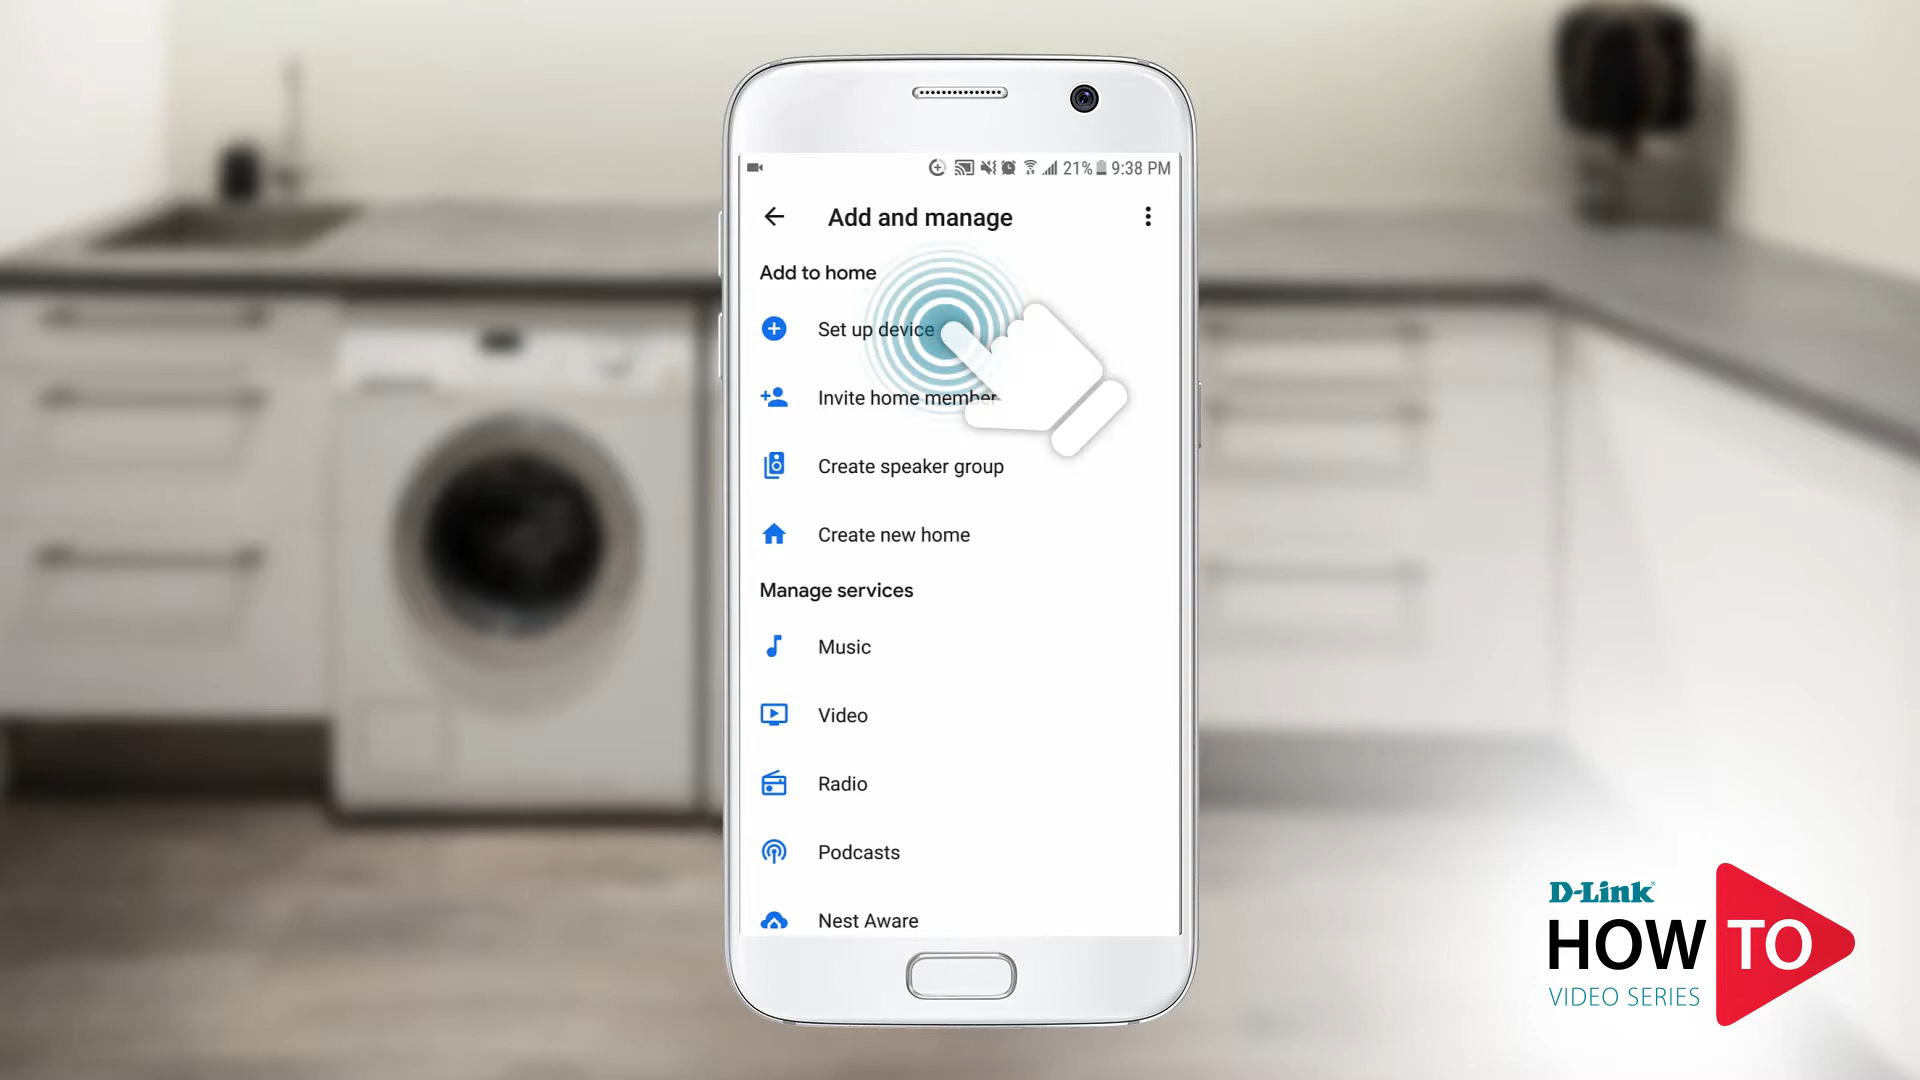 21% 9:38 PM
Add and manage
Add to home
Set up device
Invite home member
Create speaker group
Create new home
Manage services
Music
Video
Radio
Podcasts
Nest Aware
D-Link®
HOW TO
VIDEO SERIES